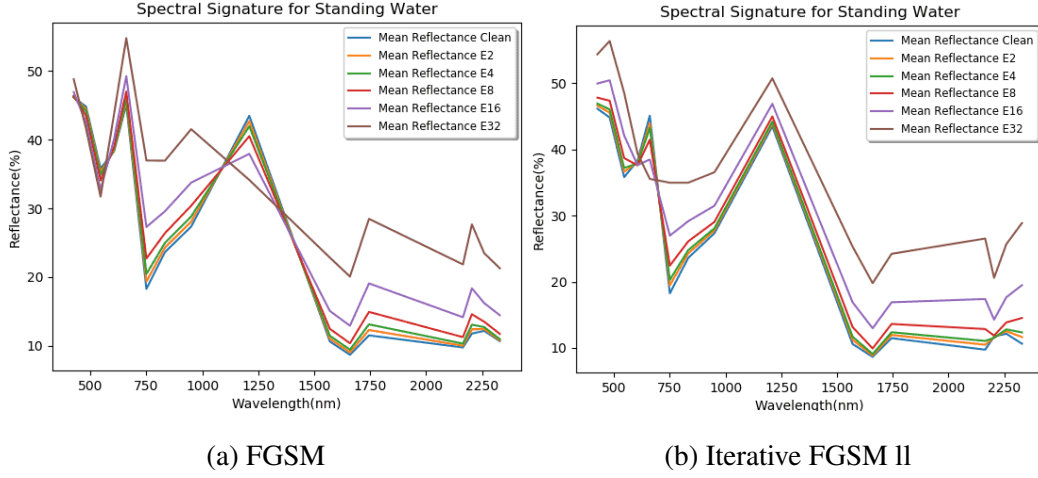 Spectral Signature for Standing Water
Reflectance(%)
50
40
30
20
10
Mean Reflectance Clean
Mean Reflectance E2
Mean Reflectance E4
Mean Reflectance E8
Mean Reflectance E16
Mean Reflectance E32
500
750
1000
1250
1500
1750
2000
2250
Wavelength(nm)
(a) FGSM
Spectral Signature for Standing Water
Reflectance(%)
60
50
40
30
20
10
Mean Reflectance Clean
Mean Reflectance E2
Mean Reflectance E4
Mean Reflectance E8
Mean Reflectance E16
Mean Reflectance E32
500
750
1000
1250
1500
1750
2000
2250
Wavelength(nm)
(b) Iterative FGSM ll